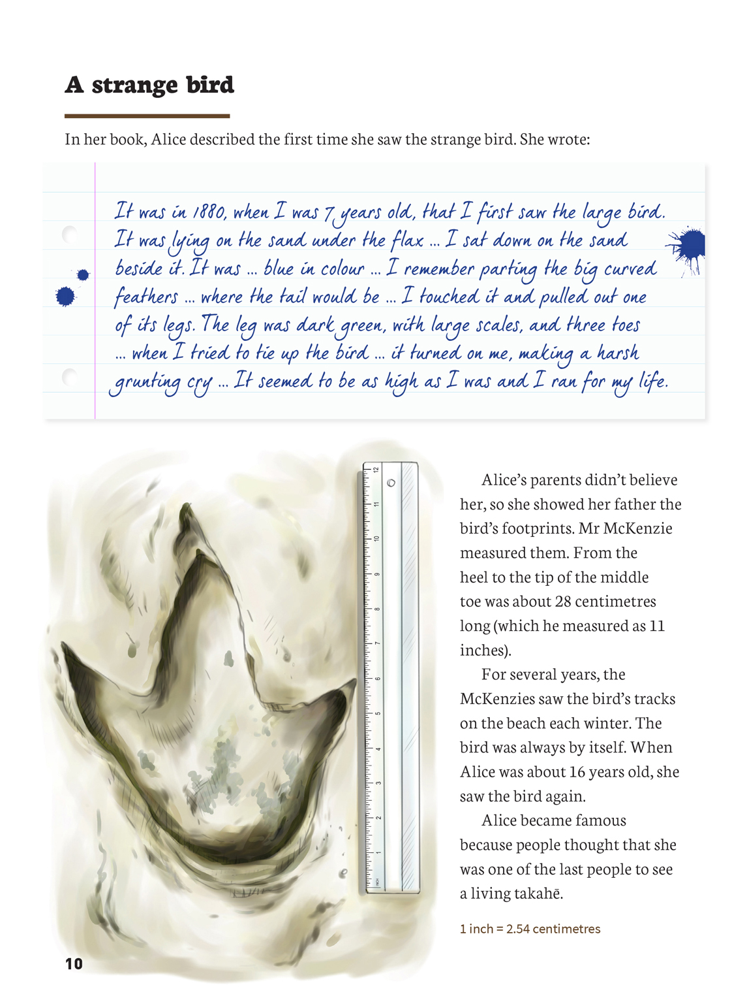 A strange bird
In her book, Alice described the first time she saw the strange bird. She wrote:
It was in 1880, when I was 7 years old, that I first saw the large bird.
It was lying on the sand under the flax ... I sat down on the sand
beside it. It was ... blue in colour ... I remember parting the big curved
feathers ... where the tail would be ... I touched it and pulled out one
of its legs. The leg was dark green, with large scales, and three toes
... when I tried to tie up the bird ... it turned on me, making a harsh
grunting cry ... It seemed to be as high as I was and I ran for my life.
12
11
10
9
8
7
6
5
4
3
2
1
INCH
Alice's parents didn't believe
her, so she showed her father the
bird's footprints. Mr McKenzie
measured them. From the
heel to the tip of the middle
toe was about 28 centimetres
long (which he measured as 11
inches).
For several years, the
McKenzies saw the bird's tracks
on the beach each winter. The
bird was always by itself. When
Alice was about 16 years old, she
saw the bird again.
Alice became famous
because people thought that she
was one of the last people to see
a living takahē.
1 inch = 2.54 centimetres
10